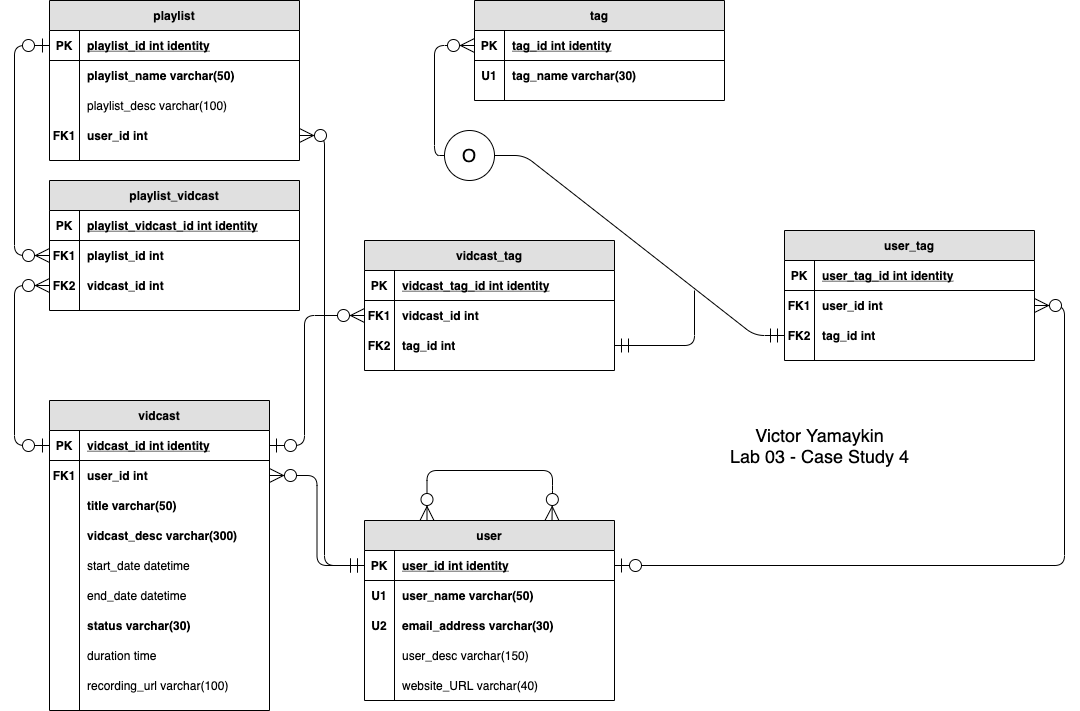 playlist
PK playlist_id int identity
playlist_name varchar(50)
playlist_desc varchar(100)
FK1 user_id int
tag
PK tag_id int identity
U1 tag_name varchar(30)
O
playlist_vidcast
PK playlist_vidcast_id int identity
FK1 playlist_id int
FK2 vidcast_id int
vidcast_tag
PK vidcast_tag_id int identity
FK1 vidcast_id int
FK2 tag_id int
user_tag
PK user_tag_id int identity
FK1 user_id int
FK2 tag_id int
vidcast
PK vidcast_id int identity
FK1 user_id int
title varchar(50)
vidcast_desc varchar(300)
start_date datetime
end_date datetime
status varchar(30)
duration time
recording_url varchar(100)
Victor Yamaykin
Lab 03 - Case Study 4
user
PK user_id int identity
U1 user_name varchar(50)
U2 email_address varchar(30)
user_desc varchar(150)
website_URL varchar(40)